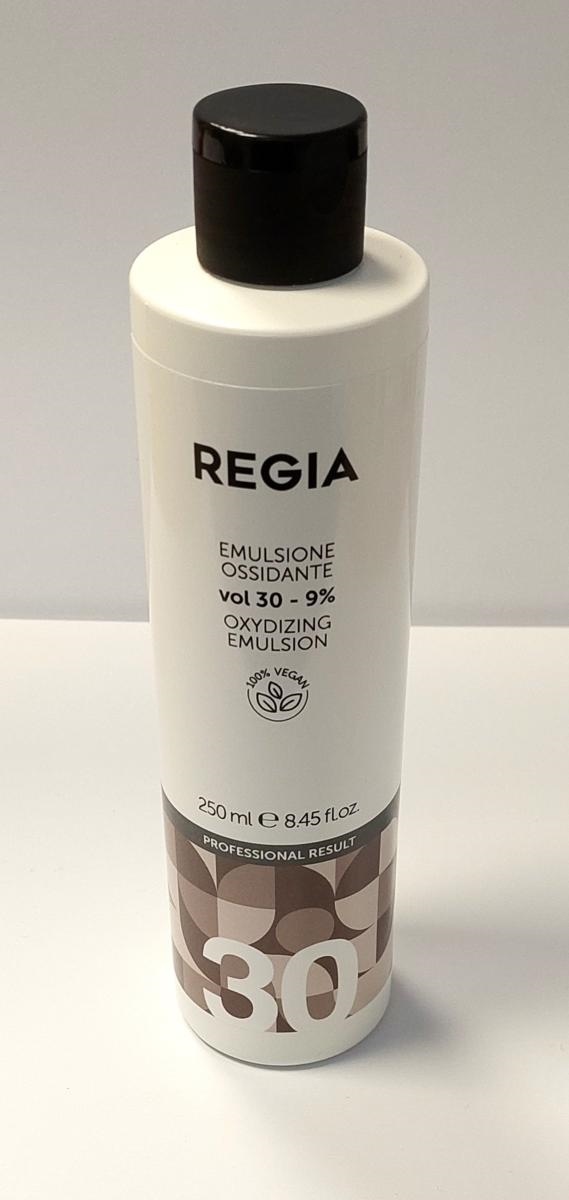 REGIA
EMULSIONE
OSSIDANTE
vol 30 - 9%
OXYDIZING
EMULSION
100% VEGAN
250 ml ℮ 8.45 fl.oz.
PROFESSIONAL RESULT
30